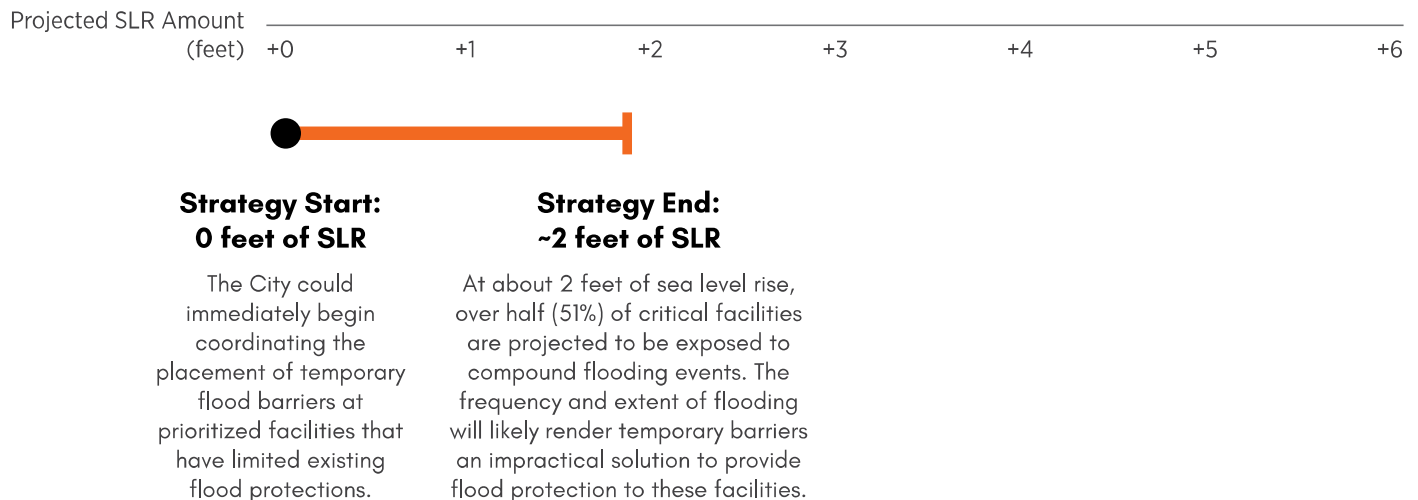 Projected SLR Amount
(feet)
+0 +1 +2 +3 +4 +5 +6
Strategy Start:
0 feet of SLR
The City could
immediately begin
coordinating the
placement of temporary
flood barriers at
prioritized facilities that
have limited existing
flood protections.
Strategy End:
~2 feet of SLR
At about 2 feet of sea level rise,
over half (51%) of critical facilities
are projected to be exposed to
compound flooding events. The
frequency and extent of flooding
will likely render temporary barriers
an impractical solution to provide
flood protection to these facilities.